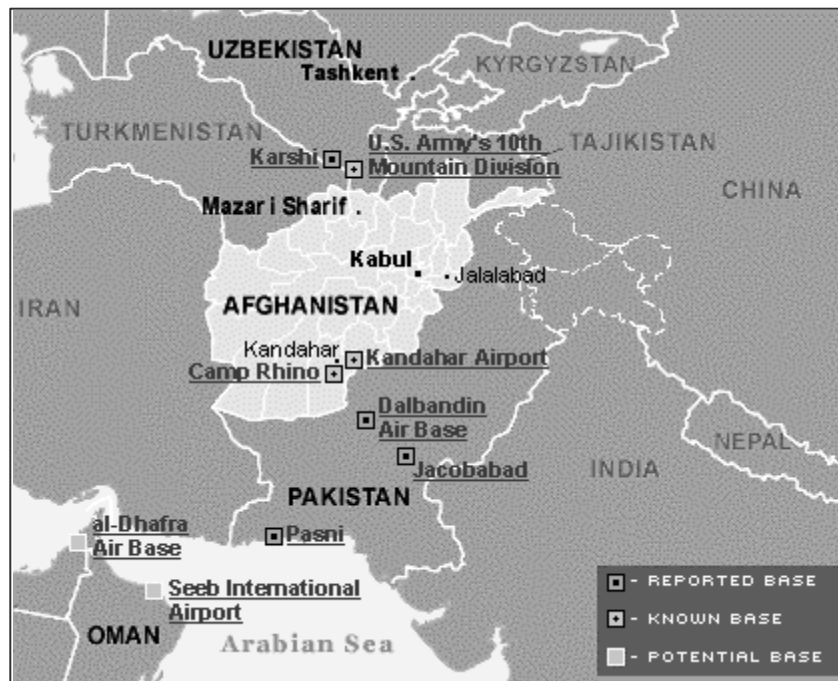 UZBEKISTAN
Tashkent
KYRGYZSTAN
TURKMENISTAN
U.S. Army's 10th
Mountain Division
TAJIKISTAN
Karshi
CHINA
Mazar i Sharif
Kabul
Jalalabad
IRAN
AFGHANISTAN
Kandahar
Kandahar Airport
Camp Rhino
Dalbandin
Air Base
NEPAL
Jacobabad
INDIA
PAKISTAN
al-Dhafra
Air Base
Pasni
Seeb International
Airport
OMAN
Arabian Sea
- REPORTED BASE
- KNOWN BASE
- POTENTIAL BASE